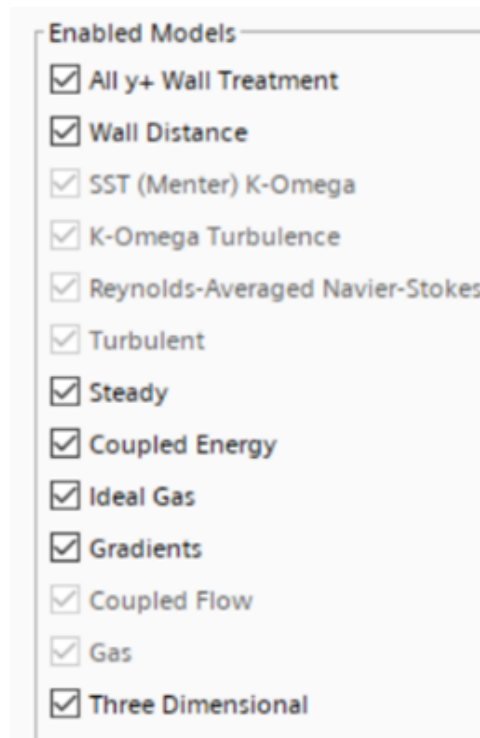 Enabled Models
All y+ Wall Treatment
Wall Distance
SST (Menter) K-Omega
K-Omega Turbulence
Reynolds-Averaged Navier-Stokes
Turbulent
Steady
Coupled Energy
Ideal Gas
Gradients
Coupled Flow
Gas
Three Dimensional